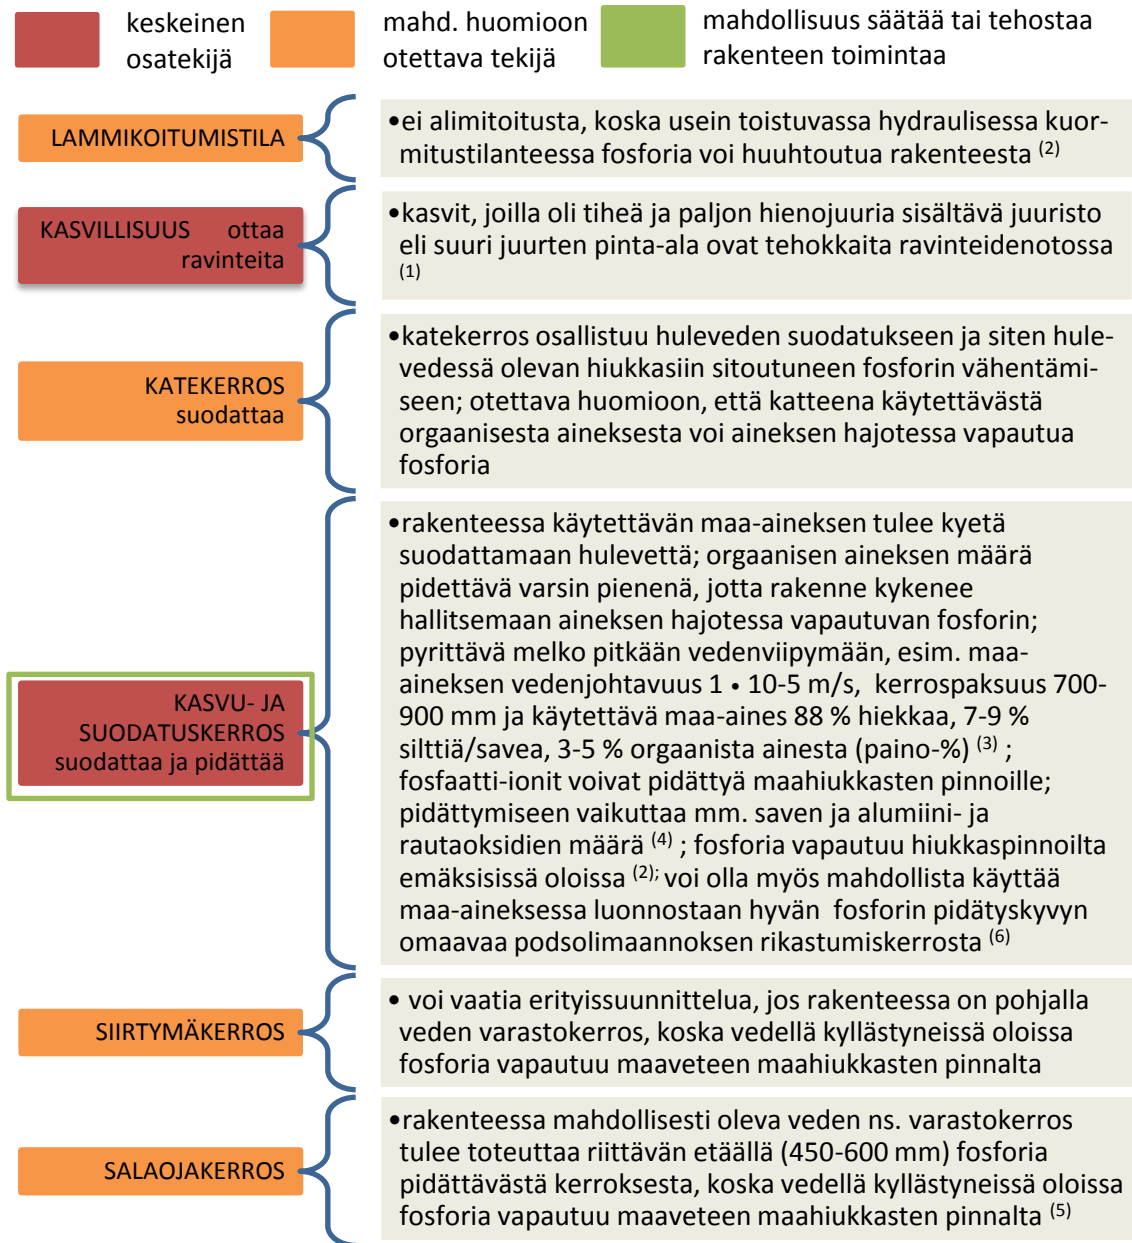 keskeinen
osatekijä
mahd. huomioon
otettava tekijä
mahdollisuus säätää tai tehostaa
rakenteen toimintaa
LAMMIKOITUMISTILA
•ei alimitoitusta, koska usein toistuvassa hydraulisessa kuor-
mitustilanteessa fosforia voi huuhtoutua rakenteesta (2)
KASVILLISUUS ottaa
ravinteita
•kasvit, joilla oli tiheä ja paljon hienojuuria sisältävä juuristo
eli suuri juurten pinta-ala ovat tehokkaita ravinteidenotossa
(1)
KATEKERROS
suodattaa
•katekerros osallistuu huleveden suodatukseen ja siten hule-
vedessä olevan hiukkasiin sitoutuneen fosforin vähentämi-
seen; otettava huomioon, että katteena käytettävästä
orgaanisesta aineksesta voi aineksen hajotessa vapautua
fosforia
KASVU- JA
SUODATUSKERROS
suodattaa ja pidättää
•rakenteessa käytettävän maa-aineksen tulee kyetä
suodattamaan hulevettä; orgaanisen aineksen määrä
pidettävä varsin pienenä, jotta rakenne kykenee
hallitsemaan aineksen hajotessa vapautuvan fosforin;
pyrittävä melko pitkään vedenviipymään, esim. maa-
aineksen vedenjohtavuus 1 • 10-5 m/s, kerrospaksuus 700-
900 mm ja käytettävä maa-aines 88 % hiekkaa, 7-9 %
silttiä/savea, 3-5 % orgaanista ainesta (paino-%) (3) ;
fosfaatti-ionit voivat pidättyä maahiukkasten pinnoille;
pidättymiseen vaikuttaa mm. saven ja alumiini- ja
rautaoksidien määrä (4) ; fosforia vapautuu hiukkaspinnoilta
emäksisissä oloissa (2); voi olla myös mahdollista käyttää
maa-aineksessa luonnostaan hyvän fosforin pidätyskyvyn
omaavaa podsolimaannoksen rikastumiskerrosta (6)
SIIRTYMÄKERROS
• voi vaatia erityissuunnittelua, jos rakenteessa on pohjalla
veden varastokerros, koska vedellä kyllästyneissä oloissa
fosforia vapautuu maaveteen maahiukkasten pinnalta
SALAOJAKERROS
•rakenteessa mahdollisesti oleva veden ns. varastokerros
tulee toteuttaa riittävän etäällä (450-600 mm) fosforia
pidättävästä kerroksesta, koska vedellä kyllästyneissä oloissa
fosforia vapautuu maaveteen maahiukkasten pinnalta (5)